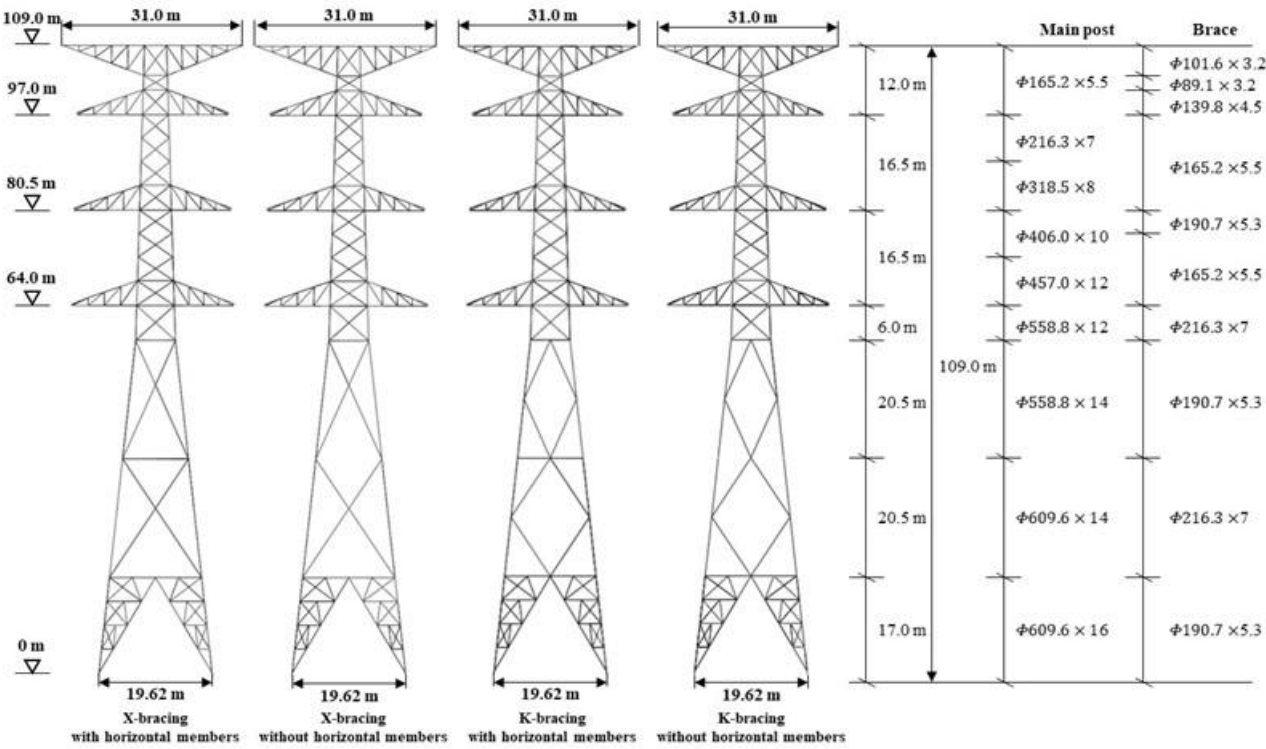 109.0 m
31.0 m
31.0 m
31.0 m
31.0 m
Main post
Brace
97.0 m
12.0 m
Φ165.2 ×5.5
Φ101.6 × 3.2
Φ89.1 × 3.2
Φ139.8 × 4.5
80.5 m
16.5 m
Φ216.3 ×7
Φ318.5 ×8
Φ165.2 ×5.5
64.0 m
16.5 m
Φ406.0 × 10
Φ457.0 × 12
Φ190.7 ×5.3
Φ165.2 ×5.5
6.0 m
Φ558.8 × 12
Φ216.3 ×7
109.0 m
20.5 m
Φ558.8 × 14
Φ190.7 ×5.3
20.5 m
Φ609.6 × 14
Φ216.3 ×7
0 m
17.0 m
Φ609.6 × 16
Φ190.7 ×5.3
19.62 m
19.62 m
19.62 m
19.62 m
X-bracing
with horizontal members
X-bracing
without horizontal members
K-bracing
with horizontal members
K-bracing
without horizontal members